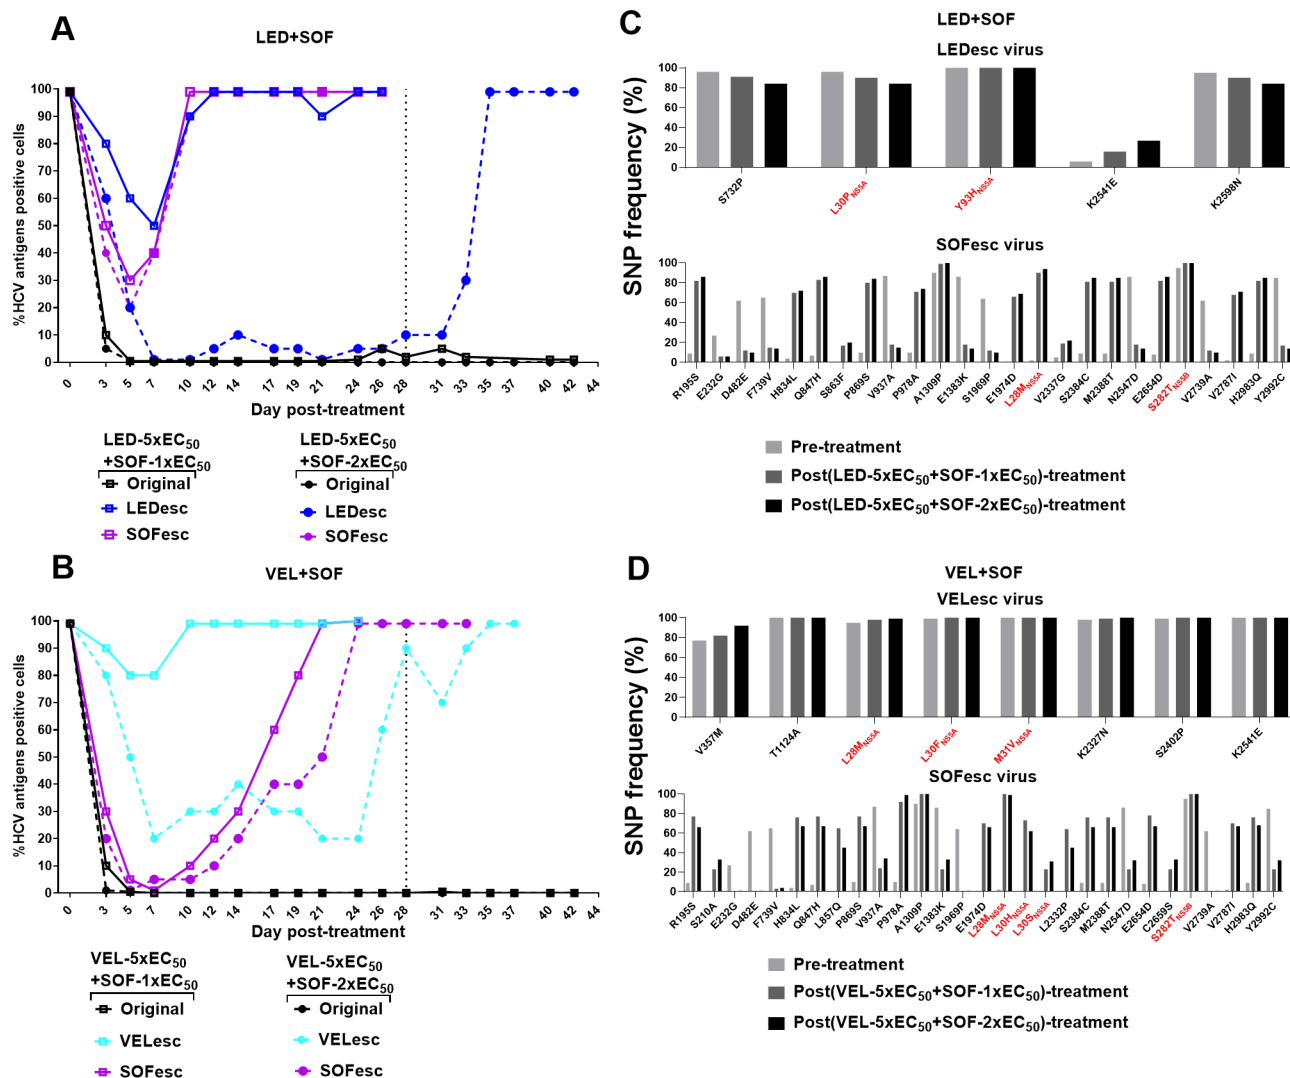 A
LED+SOF
%HCV antigens positive cells
100
90
80
70
60
50
40
30
20
10
0
0 3 5 7 10 12 14 17 19 21 24 26 28 31 33 35 37 40 42 44
Day post-treatment
LED-5xEC50
+SOF-1xEC50
Original
LEDesc
SOFesc
LED-5xEC50
+SOF-2xEC50
Original
LEDesc
SOFesc
B
VEL+SOF
%HCV antigens positive cells
100
90
80
70
60
50
40
30
20
10
0
0 3 5 7 10 12 14 17 19 21 24 26 28 31 33 35 37 40 42 44
Day post-treatment
VEL-5xEC50
+SOF-1xEC50
Original
VELesc
SOFesc
VEL-5xEC50
+SOF-2xEC50
Original
VELesc
SOFesc
C
LED+SOF
LEDesc virus
SNP frequency (%)
100
80
60
40
20
0
S732P L30PNS5A Y93HNS5A K2541E K2598N
SOFesc virus
100
80
60
40
20
0
R195S E232G D482E F739V H834L Q847H S863F P869S V937A P978A A1309P E1383K S1969P E1974D L28MNS5A V2337G S2384C M2388T N2547D E2654D S282TNS5B V2739A V2787I H2983Q Y2992C
Pre-treatment
Post(LED-5xEC50+SOF-1xEC50)-treatment
Post(LED-5xEC50+SOF-2xEC50)-treatment
D
VEL+SOF
VELesc virus
SNP frequency (%)
100
80
60
40
20
0
V357M T1124A L28MNS5A L30FNS5A M31VNS5A K2327N S2402P K2541E
SOFesc virus
100
80
60
40
20
0
R195S S210A E232G D482E F739V H834L Q847H L857Q P869S V937A P978A A1309P E1383K S1969P E1974D L28MNS5A L30HNS5A L30SNS5A L2332P S2384C M2388T N2547D E2654D C2659S S282TNS5B V2739A V2787I H2983Q Y2992C
Pre-treatment
Post(VEL-5xEC50+SOF-1xEC50)-treatment
Post(VEL-5xEC50+SOF-2xEC50)-treatment